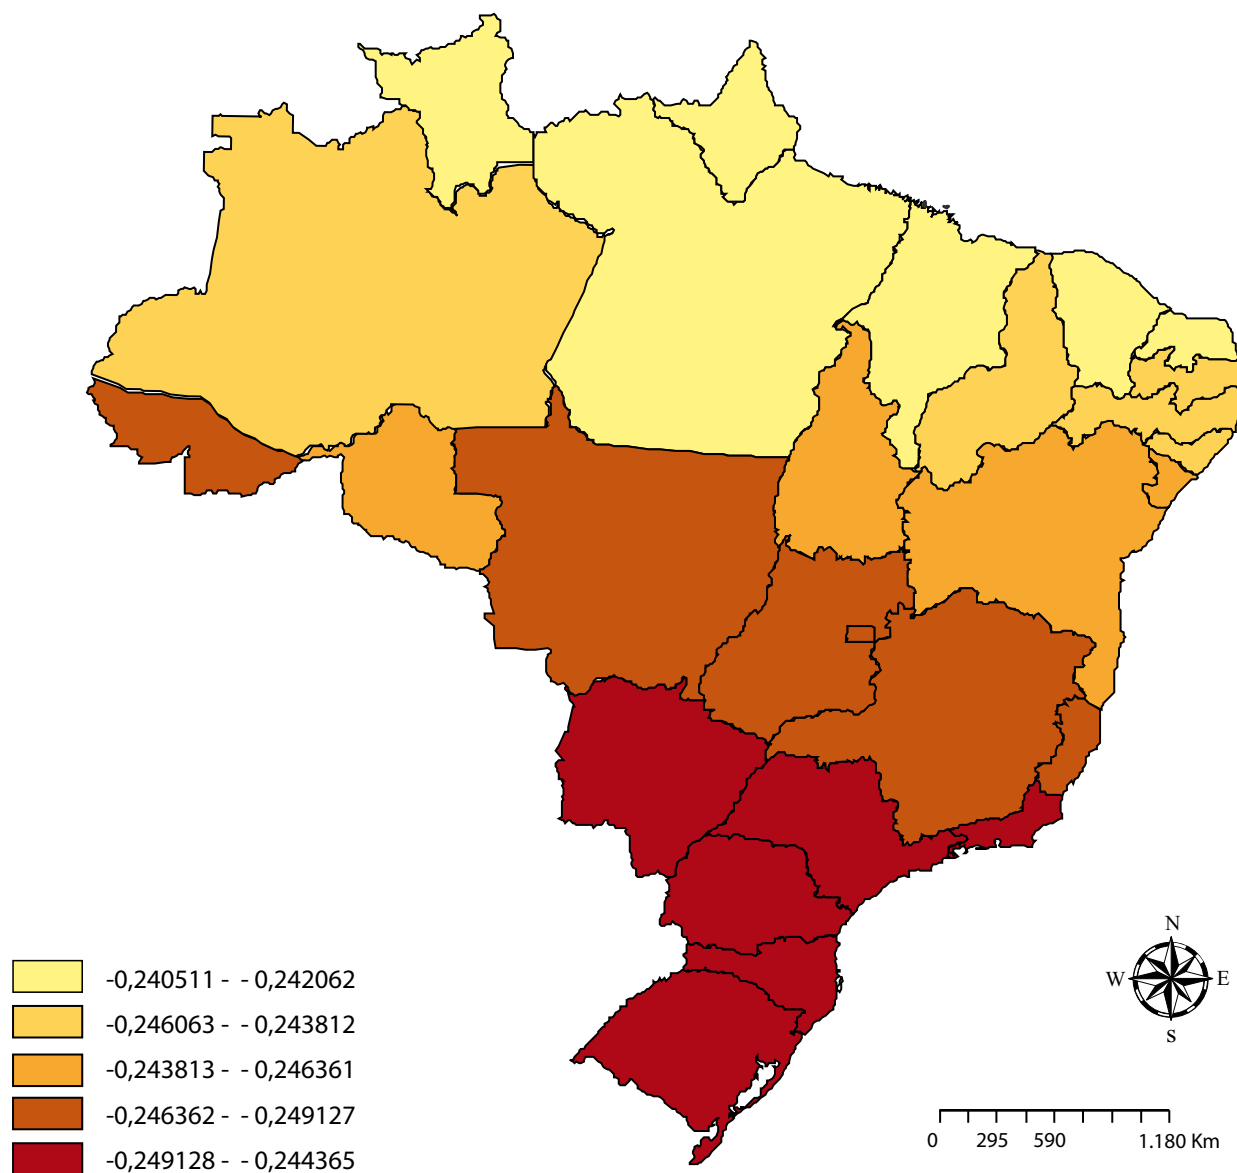 -0,240511 - - 0,242062
-0,246063 - - 0,243812
-0,243813 - - 0,246361
-0,246362 - - 0,249127
-0,249128 - - 0,244365
N
W E
S
0 295 590 1.180 Km